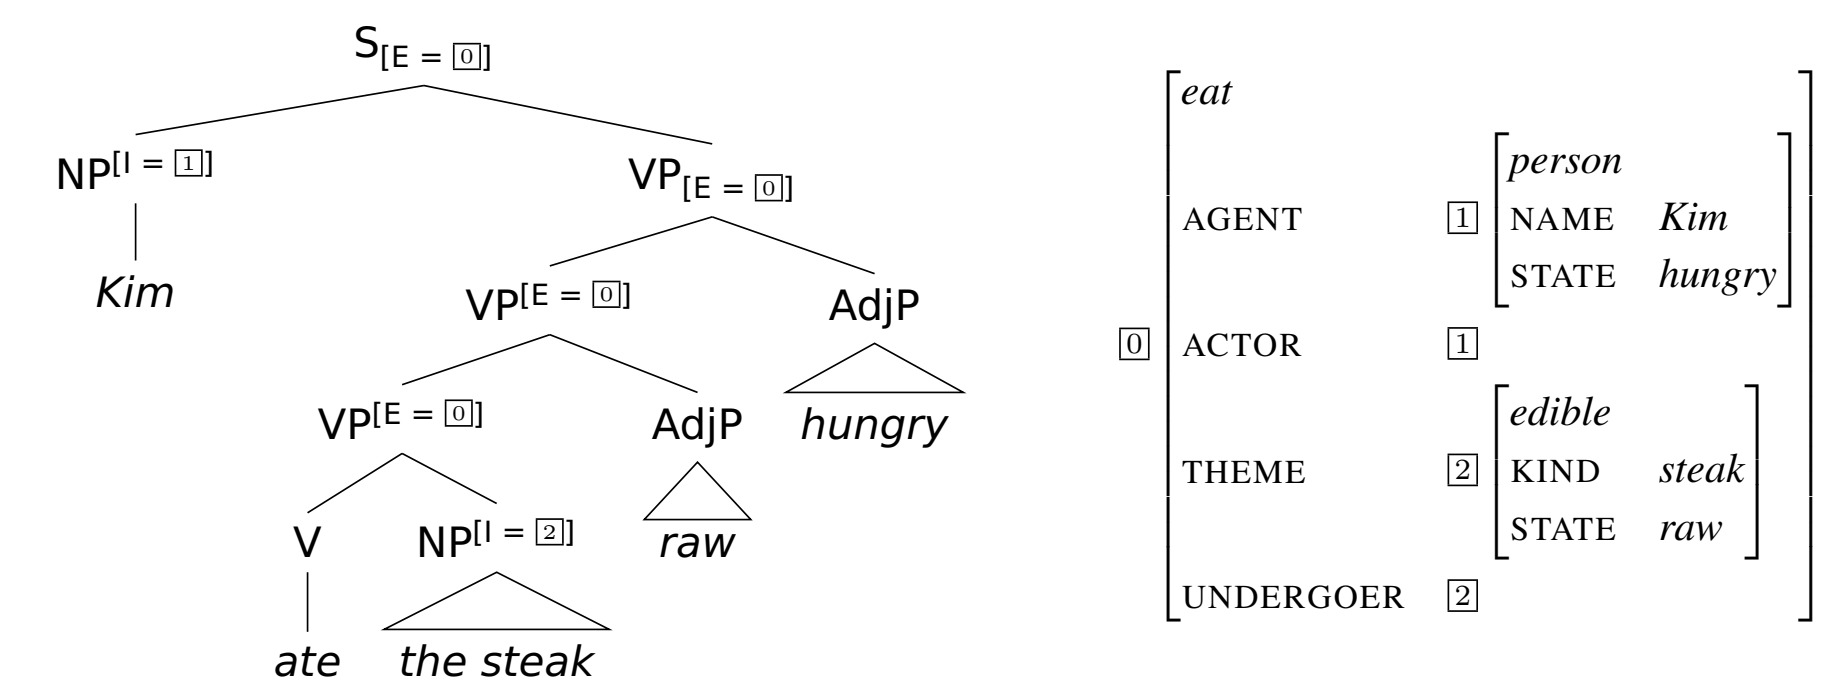 S[E = 0]
NP[I = 1] VP[E = 0]
Kim VP[E = 0] AdjP
VP[E = 0] AdjP hungry
V NP[I = 2] raw
ate the steak
eat
person
AGENT 1 NAME Kim
STATE hungry
0 ACTOR 1
edible
THEME 2 KIND steak
STATE raw
UNDERGOER 2